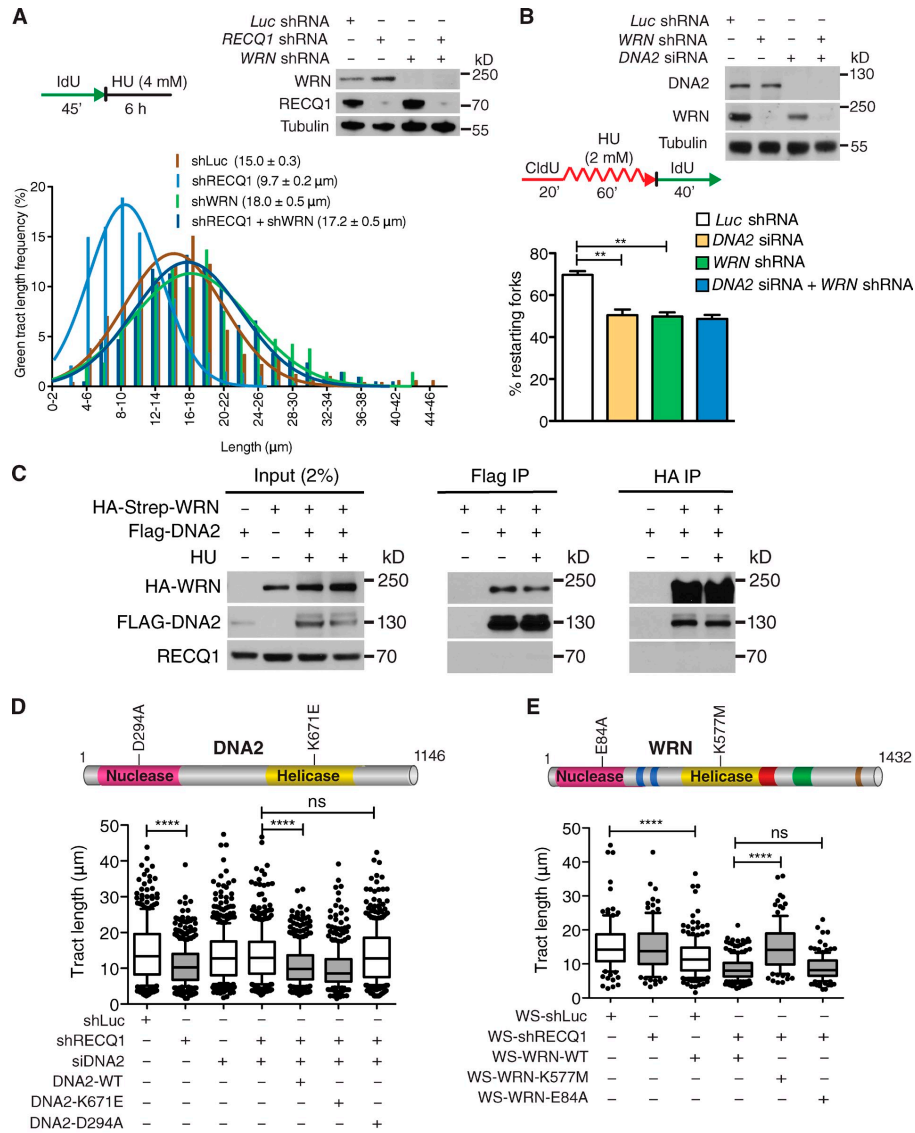 A
Luc shRNA + – – –
RECQ1 shRNA – + – +
WRN shRNA – – + + kD
WRN 250
RECQ1 70
Tubulin 55
IdU HU (4 mM)
45' 6 h
shLuc (15.0 ± 0.3)
shRECQ1 (9.7 ± 0.2 µm)
shWRN (18.0 ± 0.5 µm)
shRECQ1 + shWRN (17.2 ± 0.5 µm)
Green tract length frequency (%)
20
15
10
5
0
0-2 4-6 8-10 12-14 16-18 20-22 24-26 28-30 32-34 36-38 40-42 44-46
Length (µm)
B
Luc shRNA + – – –
WRN shRNA – + – +
DNA2 siRNA – – + + kD
DNA2 130
WRN 250
Tubulin 55
HU
(2 mM)
CldU IdU
20' 60' 40'
Luc shRNA
DNA2 siRNA
WRN shRNA
DNA2 siRNA + WRN shRNA
**
**
% restarting forks
80
60
40
20
0
C
Input (2%) Flag IP HA IP
HA-Strep-WRN – + + + + + + – + +
Flag-DNA2 + – + + – + + + + +
HU – – + + kD – – + kD – – + kD
HA-WRN 250 250 250
FLAG-DNA2 130 130 130
RECQ1 70 70 70
D
D294A K671E
1 DNA2 1146
Nuclease Helicase
ns
**** ****
Tract length (µm)
50
40
30
20
10
0
shLuc + – – – – – –
shRECQ1 – + – + + + +
siDNA2 – – + + + + +
DNA2-WT – – – – + – –
DNA2-K671E – – – – – + –
DNA2-D294A – – – – – – +
E
E84A K577M
1 WRN 1432
Nuclease Helicase
**** ns
****
Tract length (µm)
50
40
30
20
10
0
WS-shLuc + – + – – –
WS-shRECQ1 – + – + + +
WS-WRN-WT – – + + – –
WS-WRN-K577M – – – – + –
WS-WRN-E84A – – – – – +